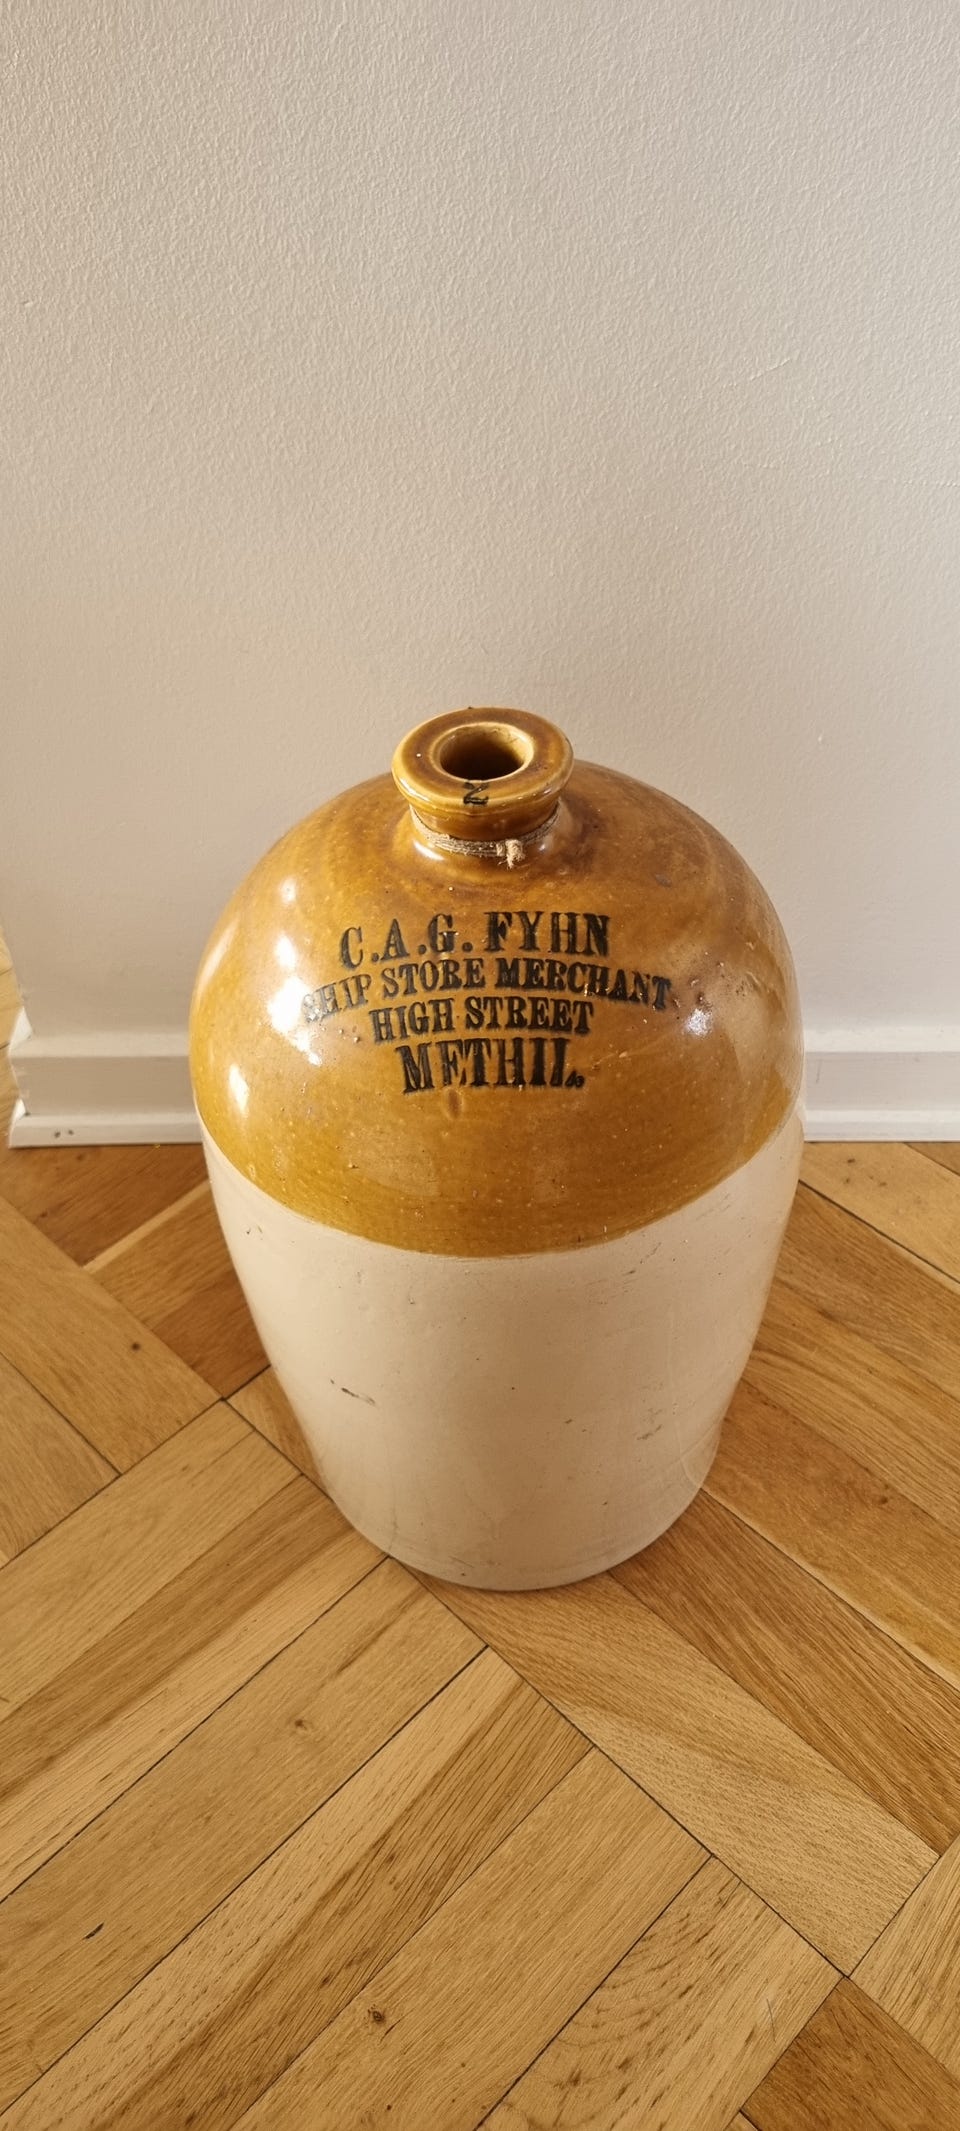 N
C.A.G. FYHN
SHIP STORE MERCHANT
HIGH STREET
METHIL.